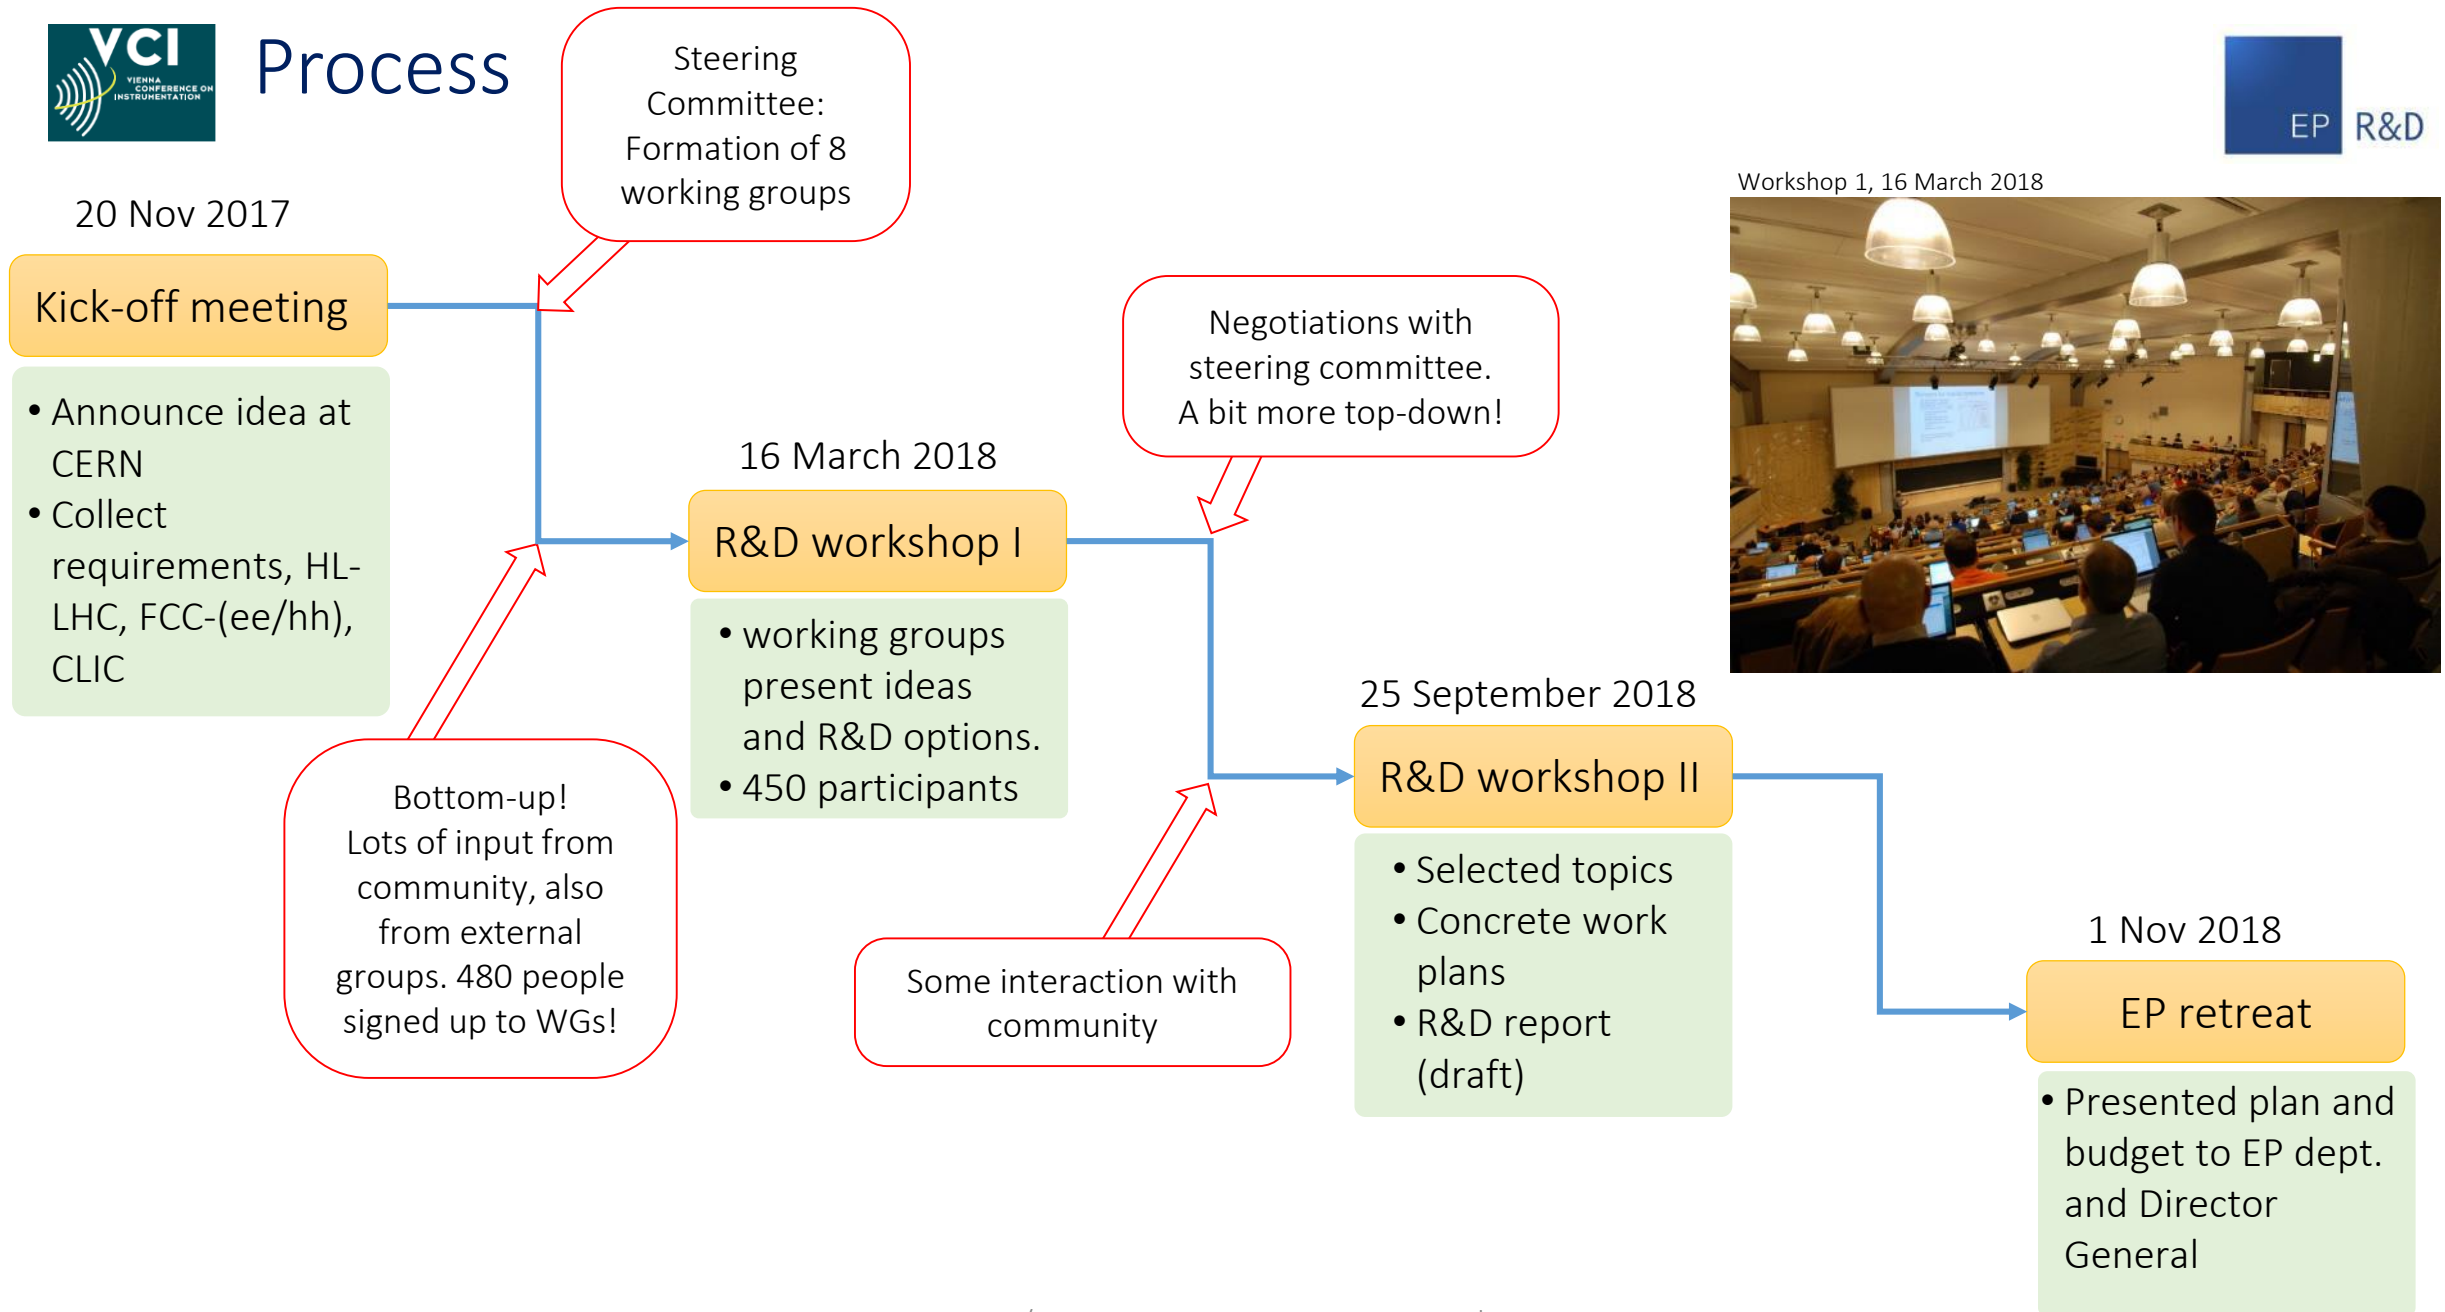 VCI
VIENNA
CONFERENCE ON
INSTRUMENTATION
Process
Steering
Committee:
Formation of 8
working groups
EP R&D
Workshop 1, 16 March 2018
20 Nov 2017
Kick-off meeting
• Announce idea at
CERN
• Collect
requirements, HL-
LHC, FCC-(ee/hh),
CLIC
Bottom-up!
Lots of input from
community, also
from external
groups. 480 people
signed up to WGs!
16 March 2018
R&D workshop I
• working groups
present ideas
and R&D options.
• 450 participants
Negotiations with
steering committee.
A bit more top-down!
Some interaction with
community
25 September 2018
R&D workshop II
• Selected topics
• Concrete work
plans
• R&D report
(draft)
1 Nov 2018
EP retreat
• Presented plan and
budget to EP dept.
and Director
General